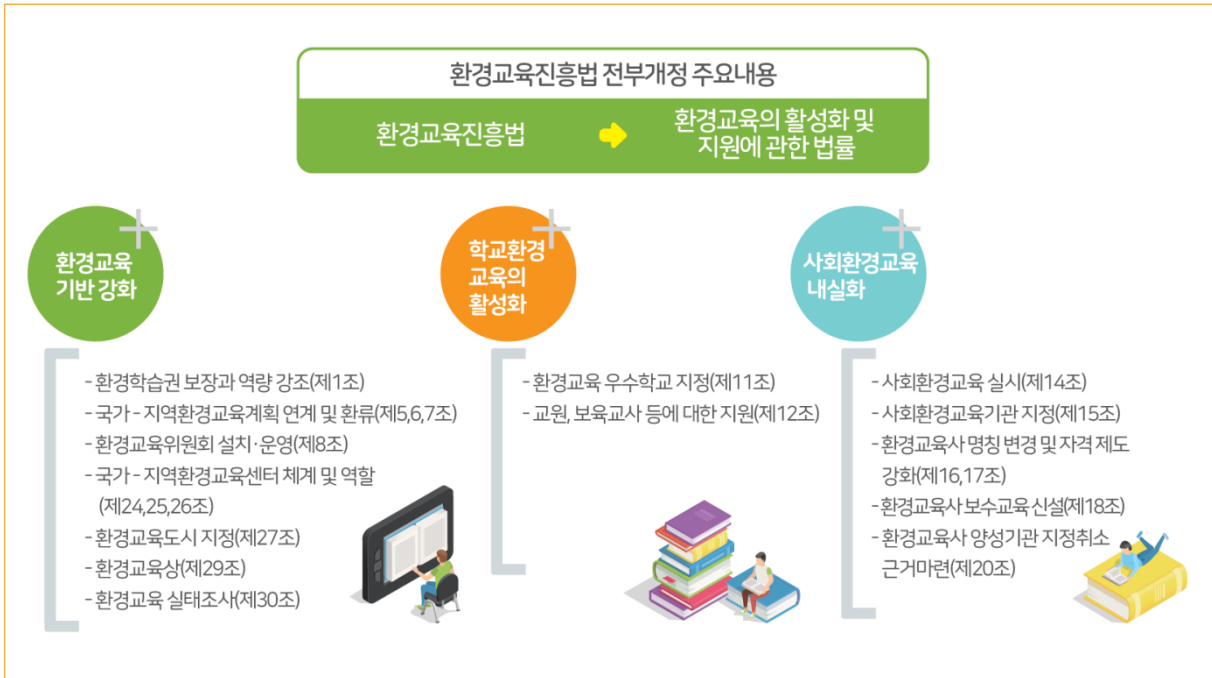 환경교육진흥법 전부개정 주요내용
환경교육진흥법
환경교육의 활성화 및
지원에 관한 법률
환경교육
기반 강화
- 환경학습권 보장과 역량 강조(제1조)
- 국가 - 지역환경교육계획 연계 및 환류(제5,6,7조)
- 환경교육위원회 설치·운영(제8조)
- 국가 - 지역환경교육센터 체계 및 역할
(제24,25,26조)
- 환경교육도시 지정(제27조)
- 환경교육상(제29조)
- 환경교육 실태조사(제30조)
학교환경
교육의
활성화
- 환경교육 우수학교 지정(제11조)
- 교원, 보육교사 등에 대한 지원(제12조)
사회환경교육
내실화
- 사회환경교육 실시(제14조)
- 사회환경교육기관 지정(제15조)
- 환경교육사 명칭 변경 및 자격 제도
강화(제16,17조)
- 환경교육사 보수교육 신설(제18조)
- 환경교육사 양성기관 지정취소
근거마련(제20조)